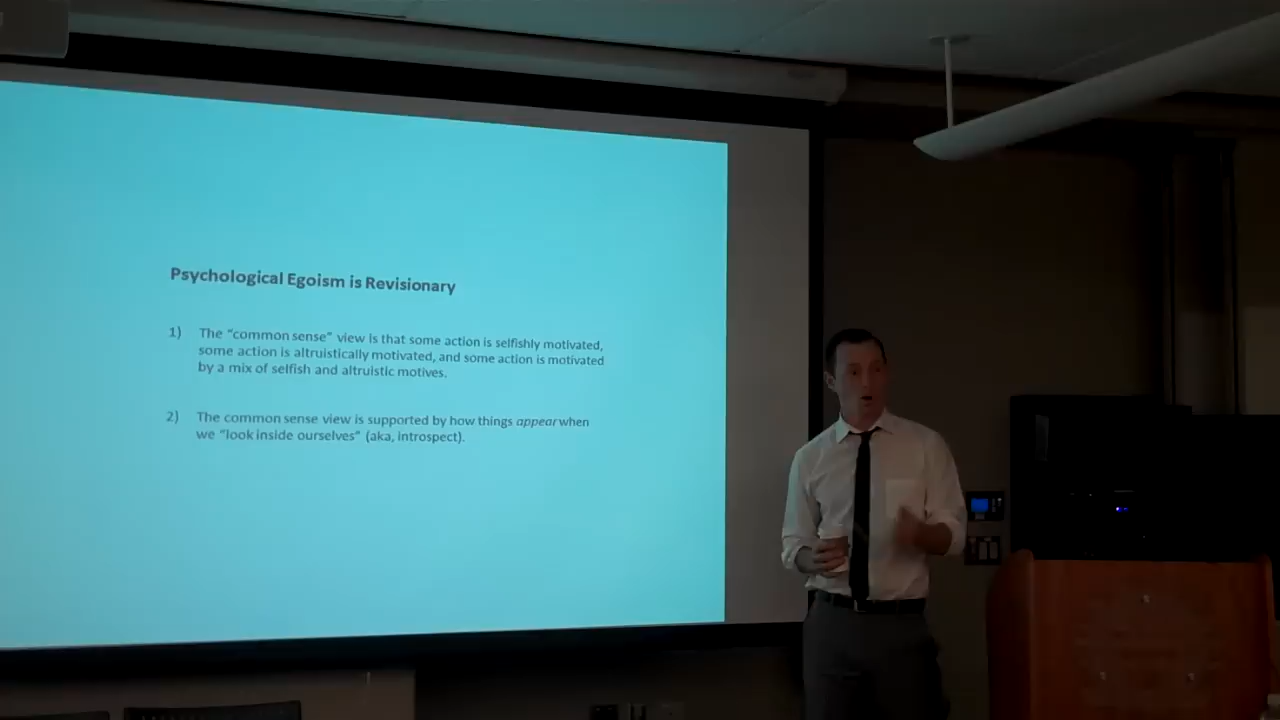 Psychological Egoism is Revisionary
1) The “common sense” view is that some action is selfishly motivated,
some action is altruistically motivated, and some action is motivated
by a mix of selfish and altruistic motives.
2) The common sense view is supported by how things appear when
we “look inside ourselves” (aka, introspect).